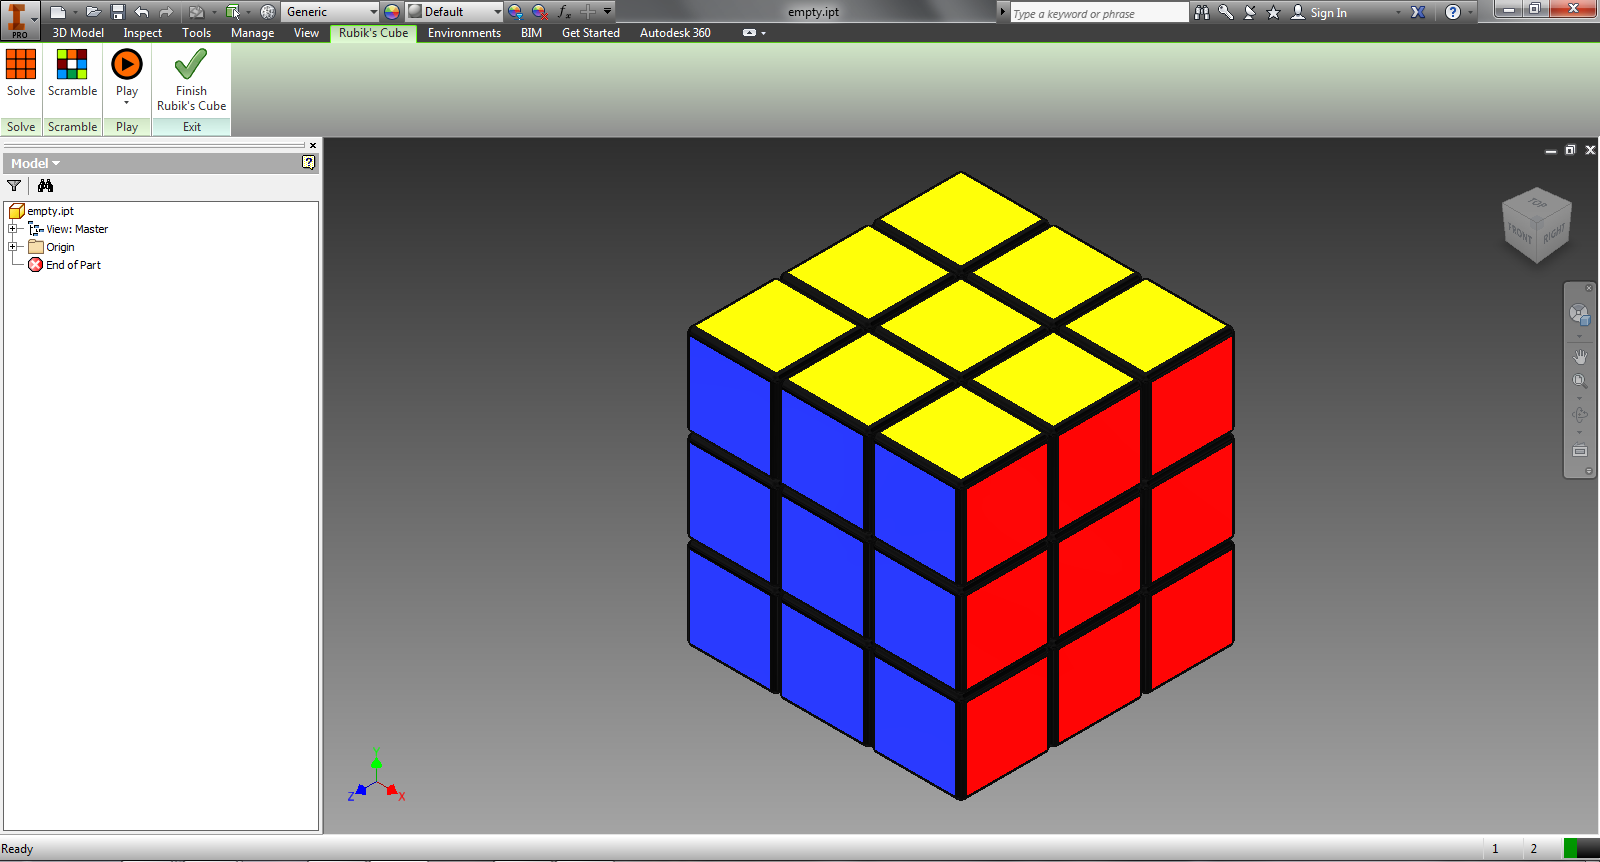 Generic
Default
fx
empty.ipt
Type a keyword or phrase
Sign In
PRO
3D Model
Inspect
Tools
Manage
View
Rubik's Cube
Environments
BIM
Get Started
Autodesk 360
Solve
Scramble
Play
Finish
Rubik's Cube
Solve
Scramble
Play
Exit
Model
empty.ipt
View: Master
Origin
End of Part
TOP
FRONT
RIGHT
Y
Z
X
Ready
1
2